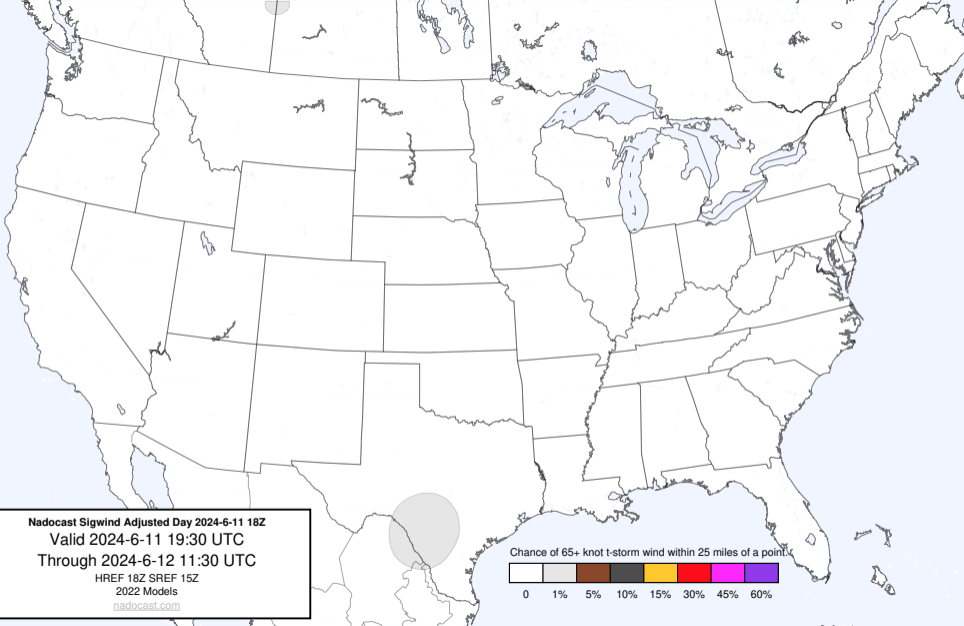 Nadocast Sigwind Adjusted Day 2024-6-11 18Z
Valid 2024-6-11 19:30 UTC
Through 2024-6-12 11:30 UTC
HREF 18Z SREF 15Z
2022 Models
nadocast.com
Chance of 65+ knot t-storm wind within 25 miles of a point.
0 1% 5% 10% 15% 30% 45% 60%